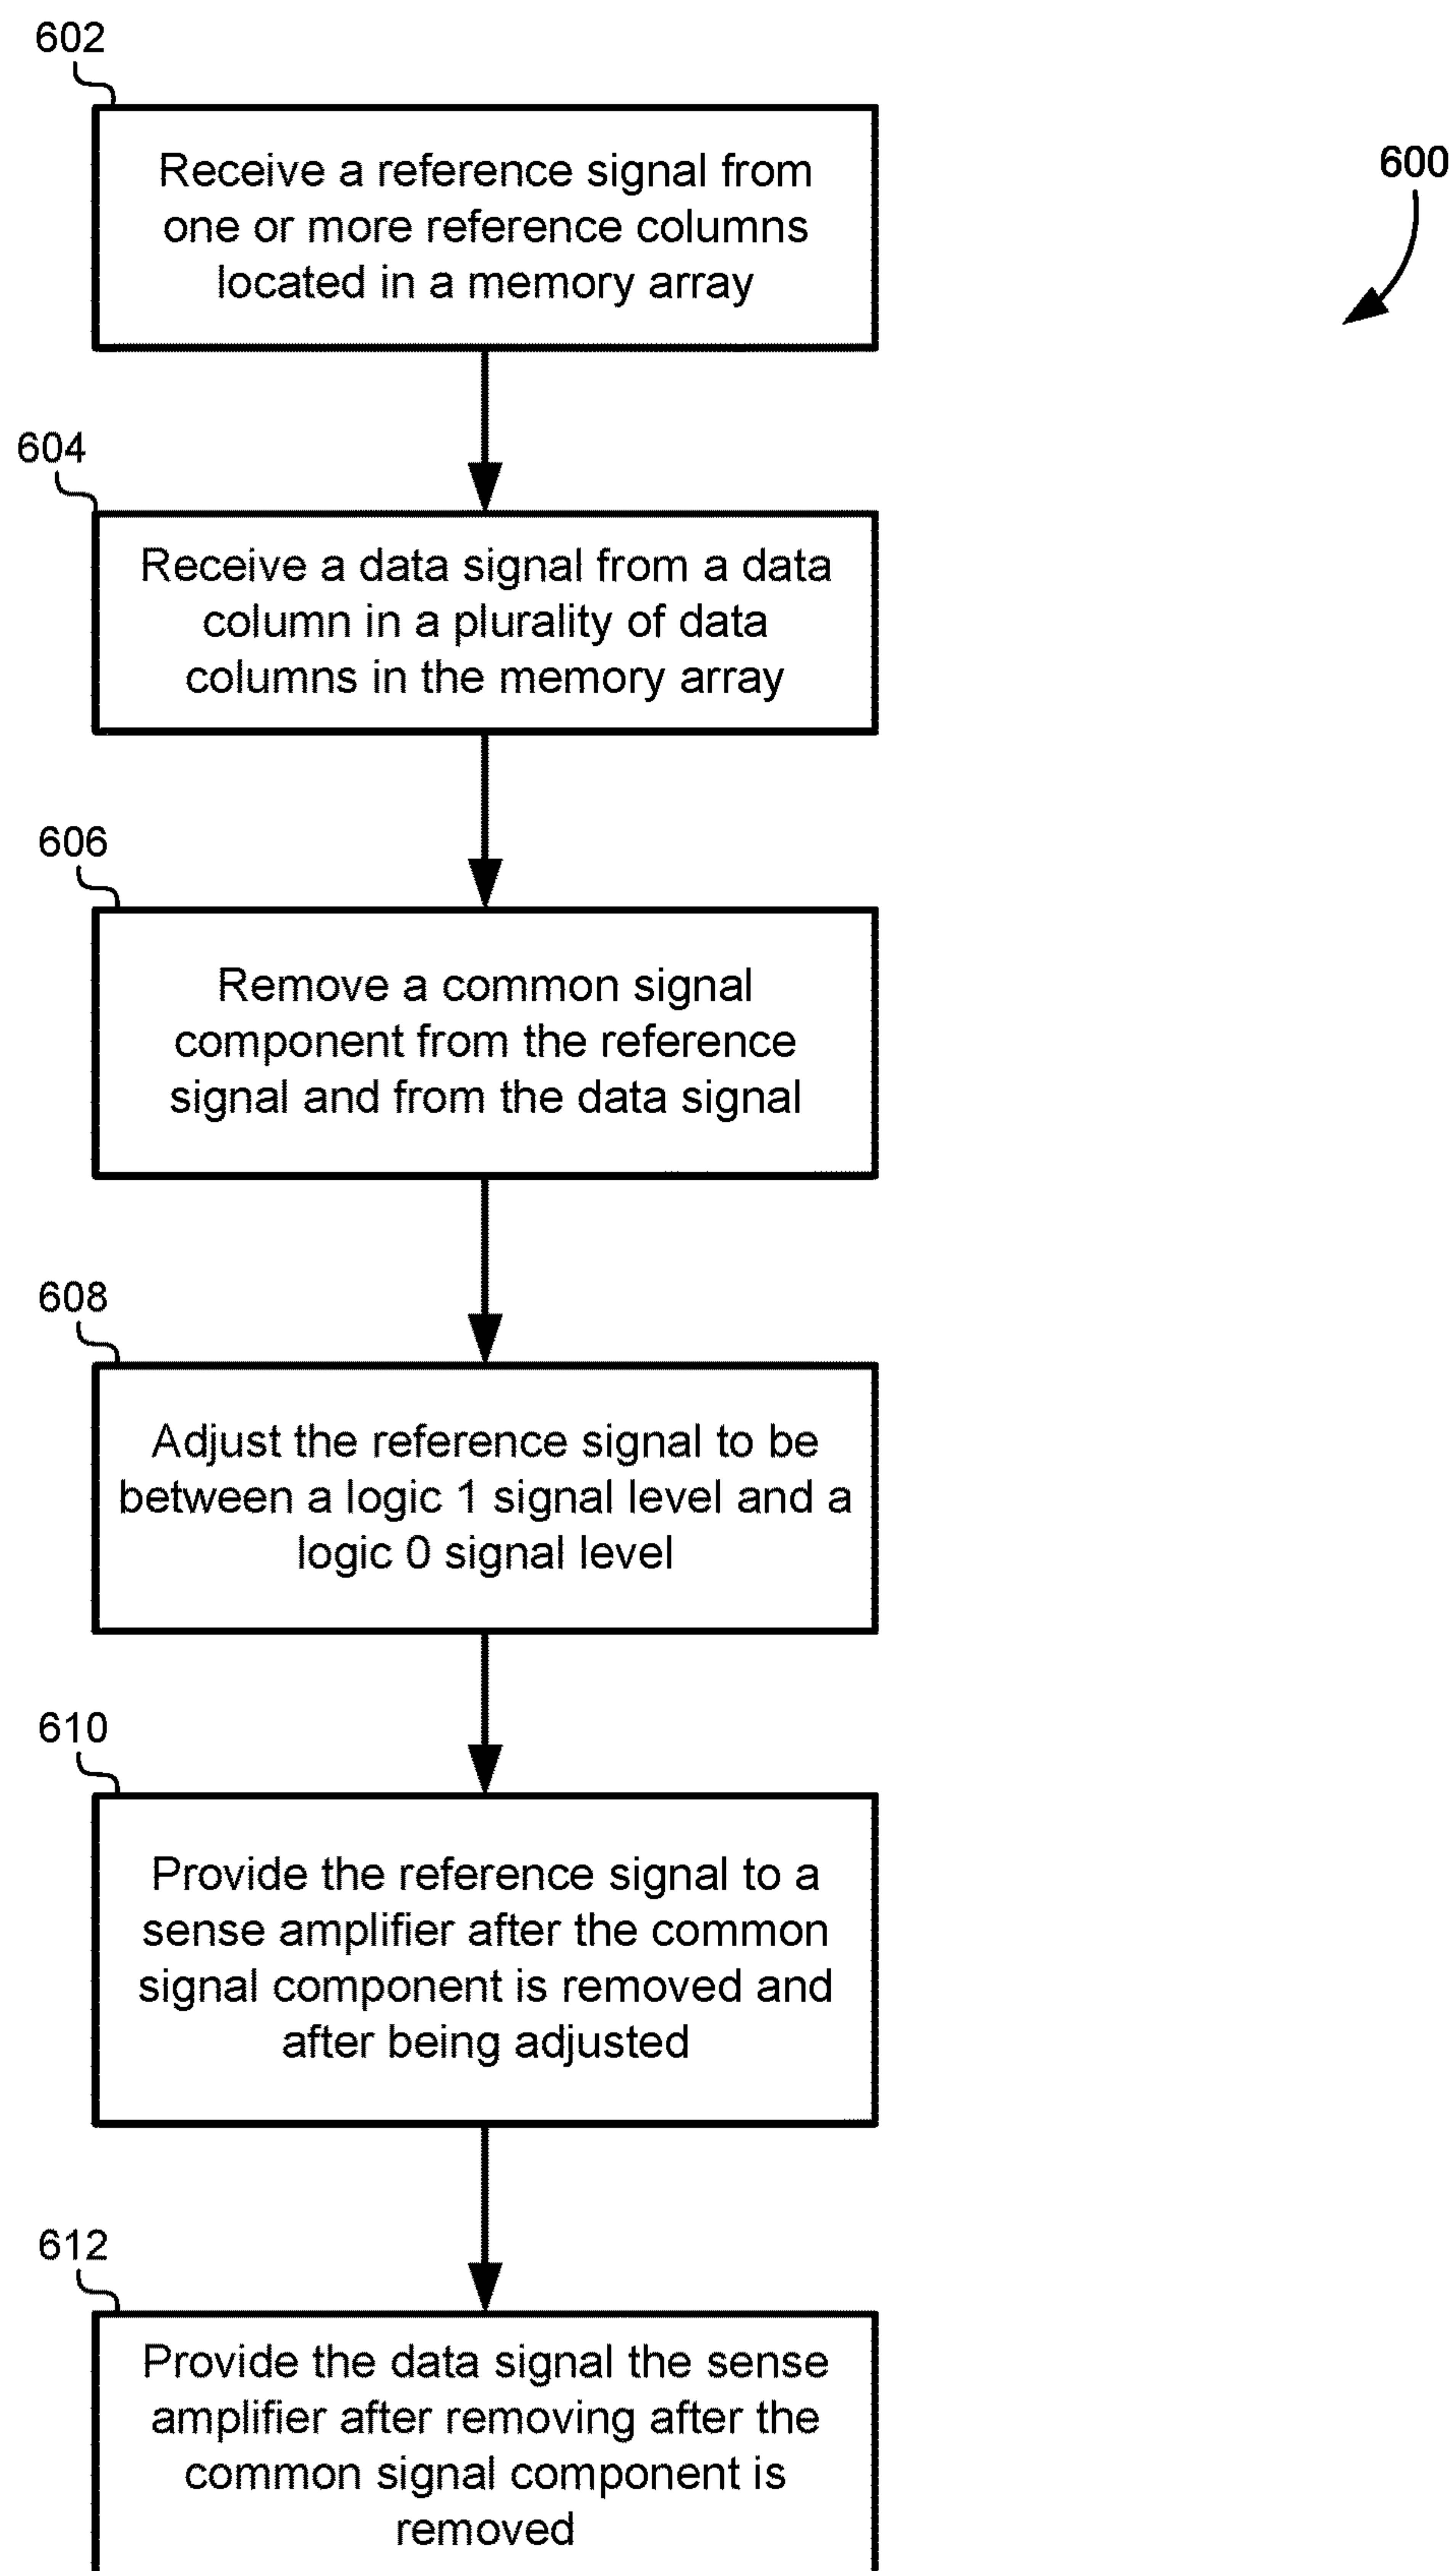 602
Receive a reference signal from
one or more reference columns
located in a memory array
600
604
Receive a data signal from a data
column in a plurality of data
columns in the memory array
606
Remove a common signal
component from the reference
signal and from the data signal
608
Adjust the reference signal to be
between a logic 1 signal level and a
logic 0 signal level
610
Provide the reference signal to a
sense amplifier after the common
signal component is removed and
after being adjusted
612
Provide the data signal the sense
amplifier after removing after the
common signal component is
removed